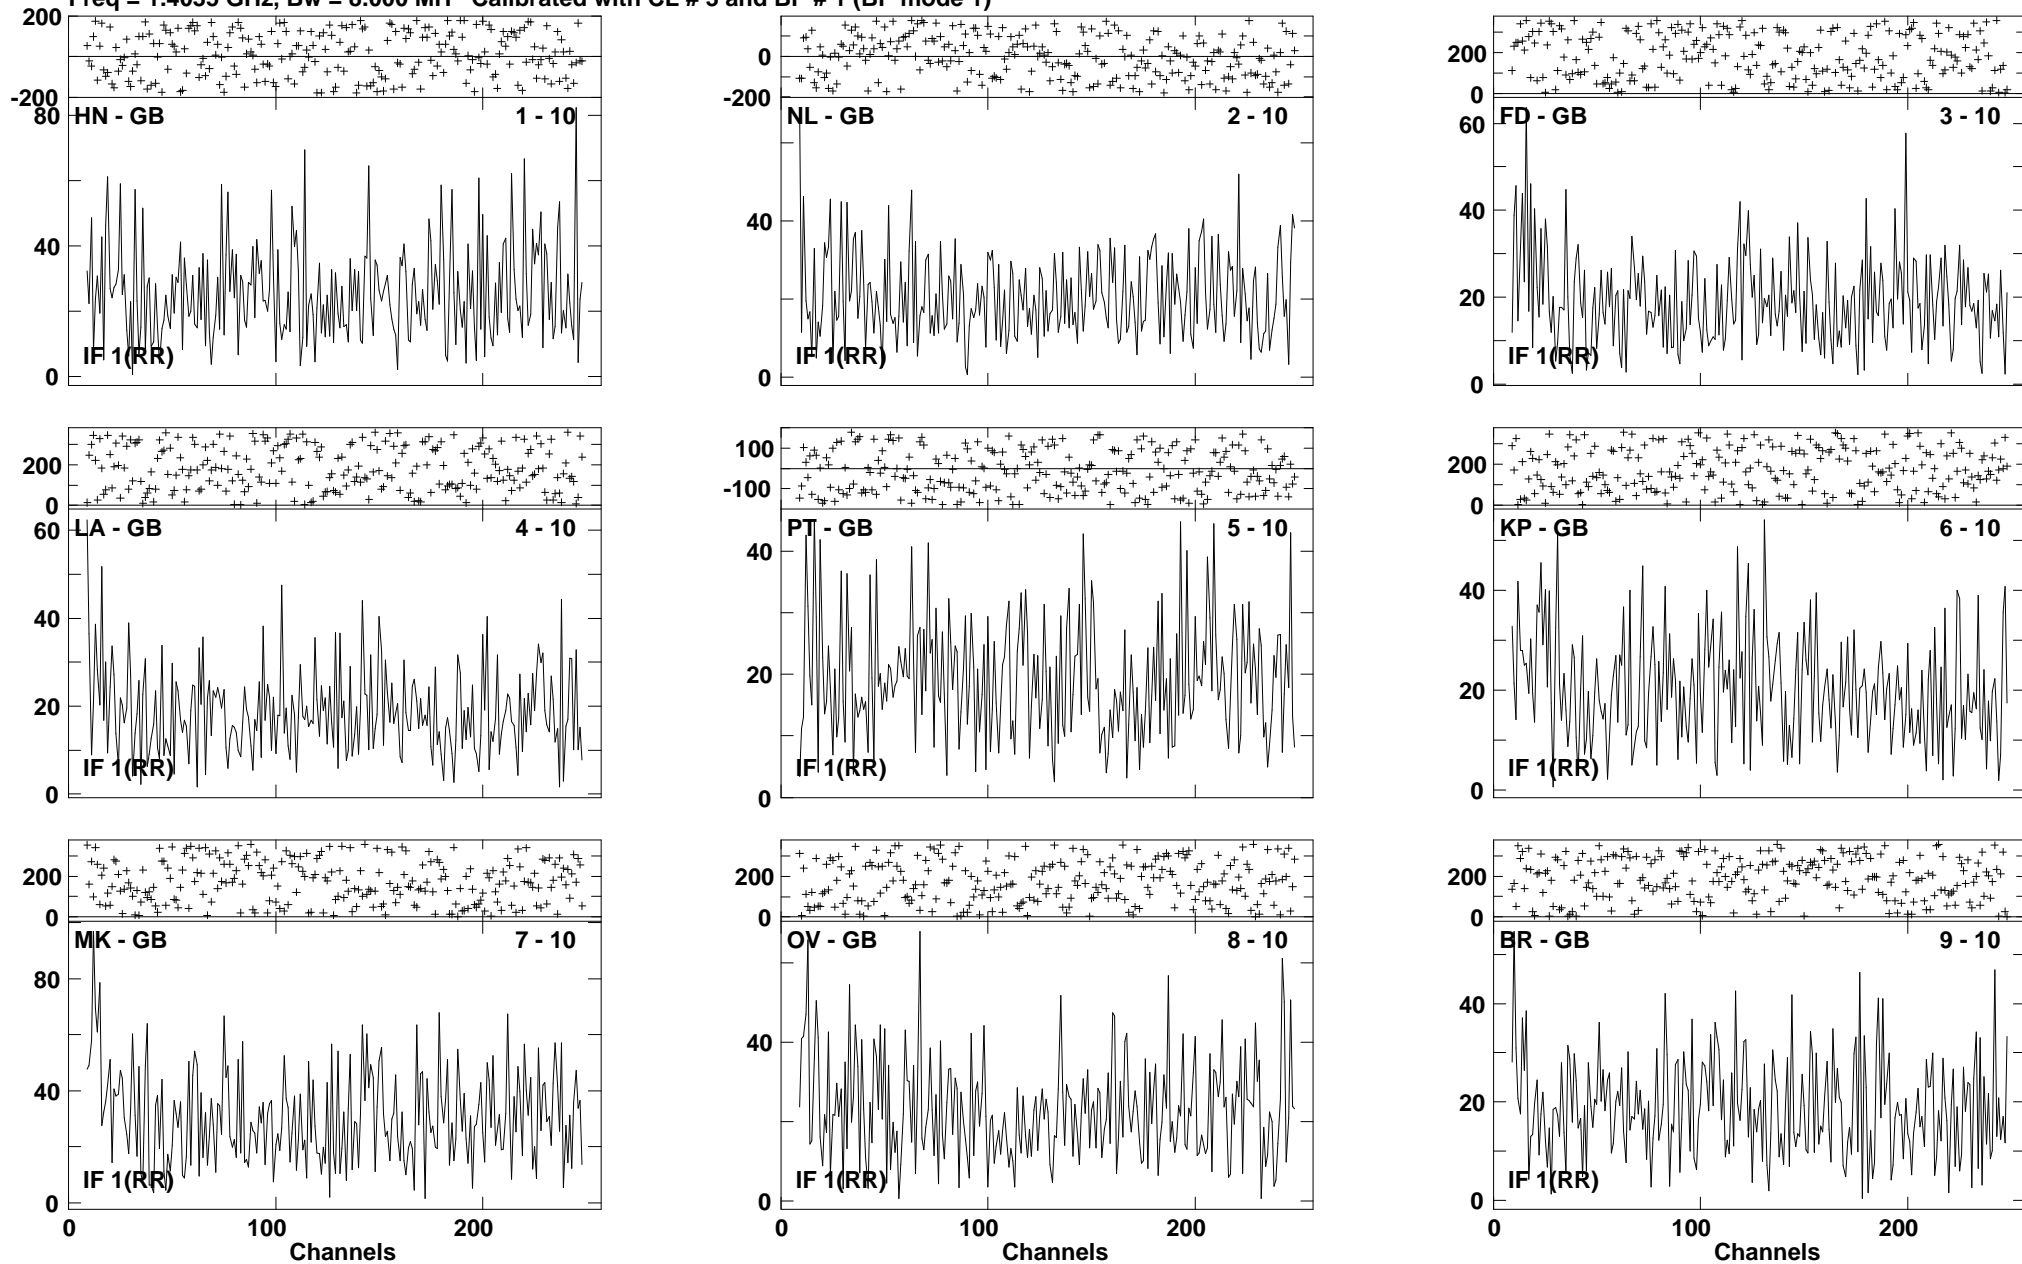 Freq = 1.4035 GHz, Bw = 8.000 MH Calibrated with CL # 3 and BP # 1 (BP mode 1)
200
0
-200
200
0
200
0
-200
80
40
0
HN - GB
1 - 10
IF 1(RR)
40
0
NL - GB
2 - 10
IF 1(RR)
60
40
20
0
FD - GB
3 - 10
IF 1(RR)
200
0
100
-100
200
0
60
40
20
0
LA - GB
4 - 10
IF 1(RR)
40
20
0
PT - GB
5 - 10
IF 1(RR)
40
20
0
KP - GB
6 - 10
IF 1(RR)
200
0
200
0
200
0
80
40
0
MK - GB
7 - 10
IF 1(RR)
40
0
OV - GB
8 - 10
IF 1(RR)
40
20
0
BR - GB
9 - 10
IF 1(RR)
0 100 200
0 100 200
0 100 200
Channels
Channels
Channels